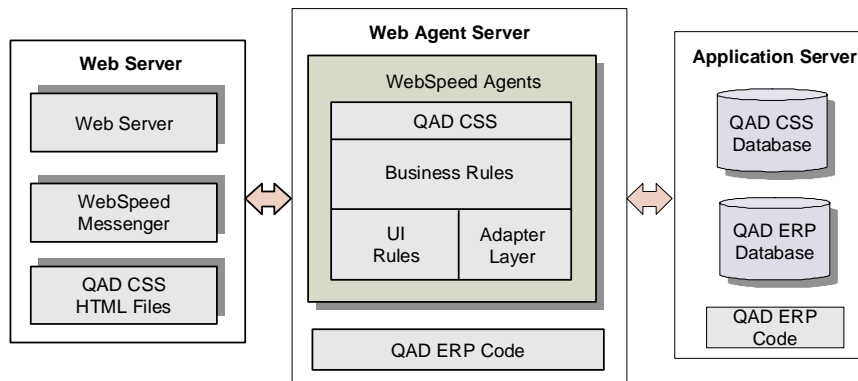 Web Server
Web Server
WebSpeed
Messenger
QAD CSS
HTML Files
Web Agent Server
WebSpeed Agents
QAD CSS
Business Rules
UI
Rules
Adapter
Layer
QAD ERP Code
Application Server
QAD CSS
Database
QAD ERP
Database
QAD ERP
Code